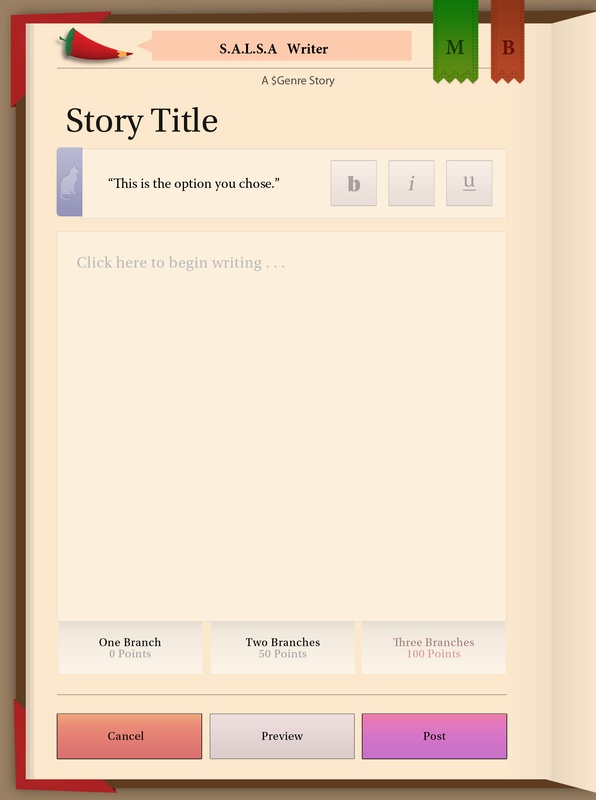 S.A.L.S.A Writer
M
B
A $Genre Story
Story Title
“This is the option you chose.”
b
i
u
Click here to begin writing . . .
One Branch
0 Points
Two Branches
50 Points
Three Branches
100 Points
Cancel
Preview
Post